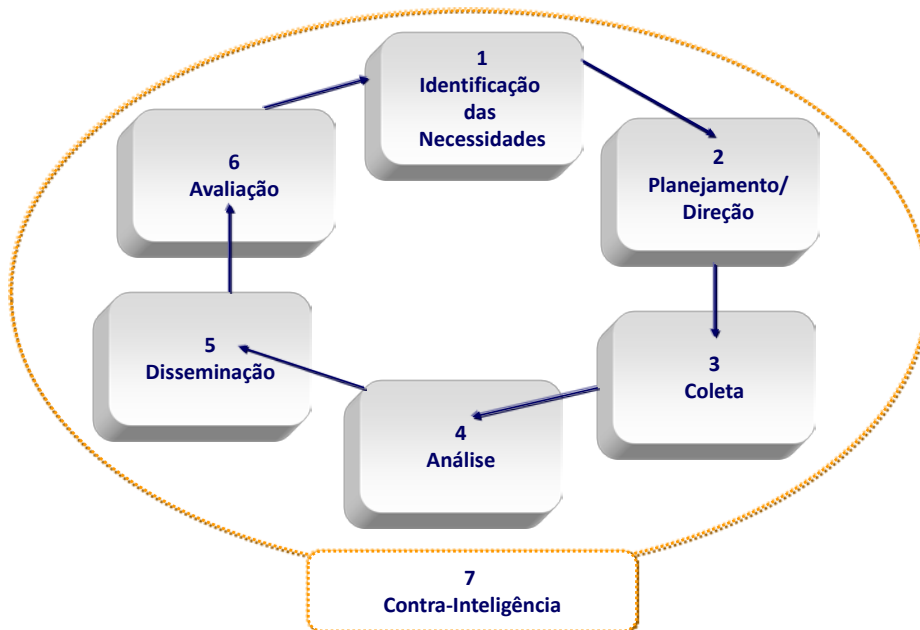 1
Identificação
das
Necessidades
2
Planejamento/
Direção
3
Coleta
4
Análise
5
Disseminação
6
Avaliação
7
Contra-Inteligência